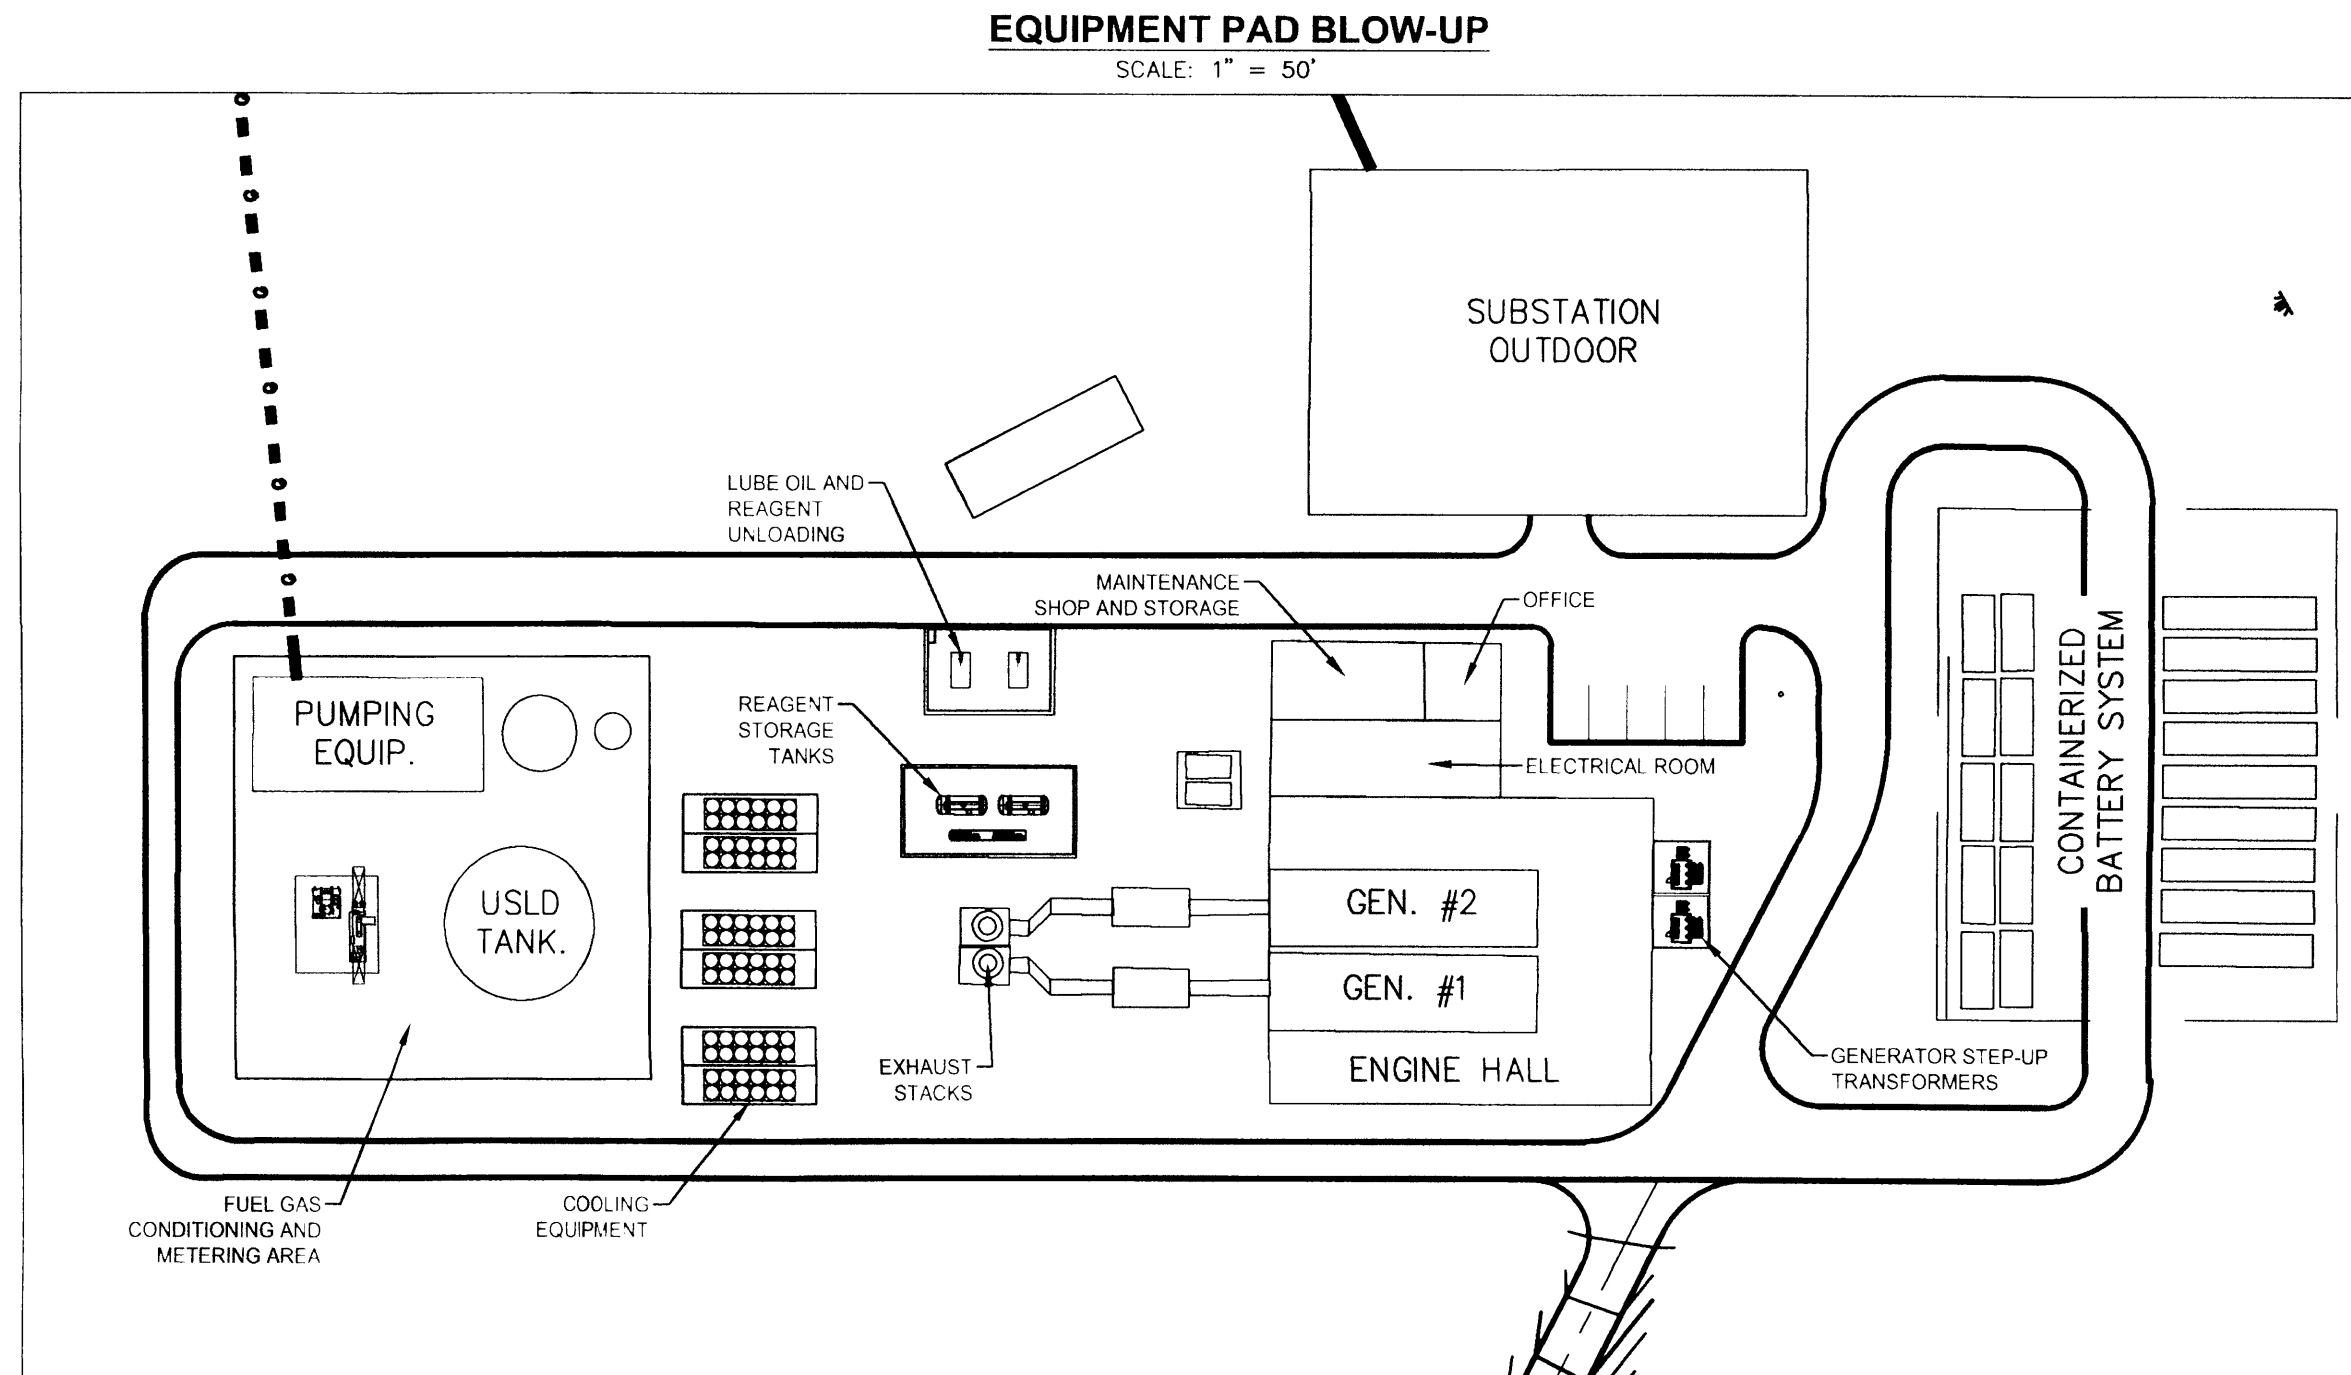 EQUIPMENT PAD BLOW-UP
SCALE: 1" = 50'
SUBSTATION
OUTDOOR
LUBE OIL AND
REAGENT
UNLOADING
MAINTENANCE
SHOP AND STORAGE
OFFICE
PUMPING
EQUIP.
REAGENT
STORAGE
TANKS
ELECTRICAL ROOM
CONTAINERIZED
BATTERY SYSTEM
USLD
TANK.
GEN. #2
GEN. #1
ENGINE HALL
EXHAUST
STACKS
GENERATOR STEP-UP
TRANSFORMERS
FUEL GAS
CONDITIONING AND
METERING AREA
COOLING
EQUIPMENT